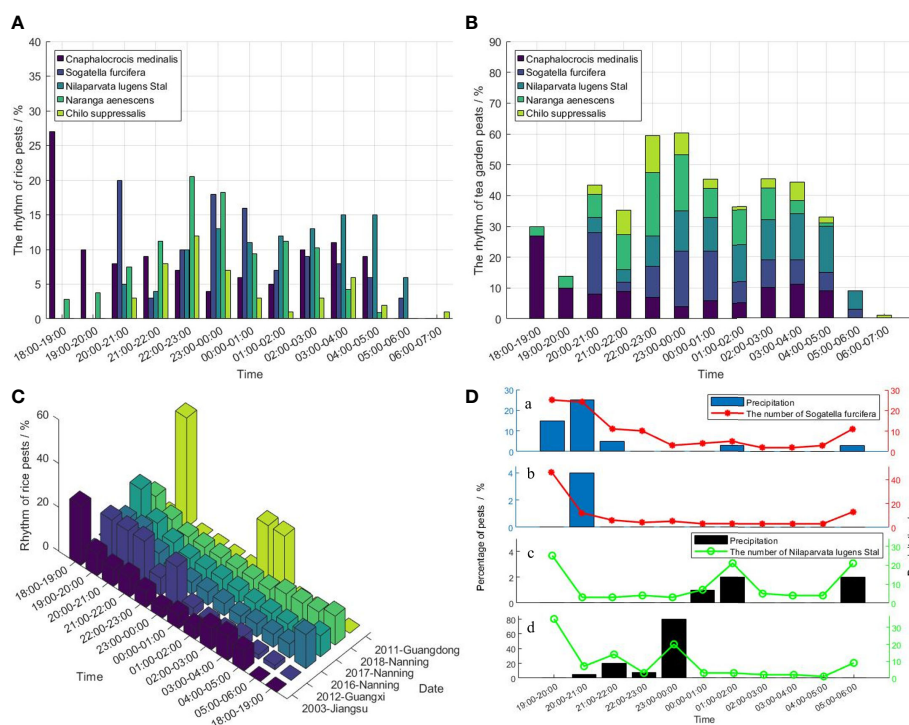 A
40
35
30
25
20
15
10
5
0
The rhythm of rice pests / %
Cnaphalocrocis medinalis
Sogatella furcifera
Nilaparvata lugens Stal
Naranga aenescens
Chilo suppressalis
18:00-19:00
19:00-20:00
20:00-21:00
21:00-22:00
22:00-23:00
23:00-00:00
00:00-01:00
01:00-02:00
02:00-03:00
03:00-04:00
04:00-05:00
05:00-06:00
06:00-07:00
Time
B
90
80
70
60
50
40
30
20
10
0
The rhythm of tea garden peats / %
Cnaphalocrocis medinalis
Sogatella furcifera
Nilaparvata lugens Stal
Naranga aenescens
Chilo suppressalis
18:00-19:00
19:00-20:00
20:00-21:00
21:00-22:00
22:00-23:00
23:00-00:00
00:00-01:00
01:00-02:00
02:00-03:00
03:00-04:00
04:00-05:00
05:00-06:00
06:00-07:00
Time
C
60
40
20
0
Rhythm of rice pests / %
18:00-19:00
19:00-20:00
20:00-21:00
21:00-22:00
22:00-23:00
23:00-00:00
00:00-01:00
01:00-02:00
02:00-03:00
03:00-04:00
04:00-05:00
05:00-06:00
18:00-19:00
Time
2011-Guangdong
2018-Nanning
2017-Nanning
2016-Nanning
2012-Guangxi
2003-Jiangsu
Date
D
Percentage of pests / %
a
30
20
10
0
Precipitation
The number of Sogatella furcifera
30
20
10
0
b
4
2
0
40
20
0
c
4
2
0
Precipitation
The number of Nilaparvata lugens Stal
20
0
d
80
60
40
20
0
20
0
19:00-20:00
20:00-21:00
21:00-22:00
22:00-23:00
23:00-00:00
00:00-01:00
01:00-02:00
02:00-03:00
03:00-04:00
04:00-05:00
05:00-06:00
Time